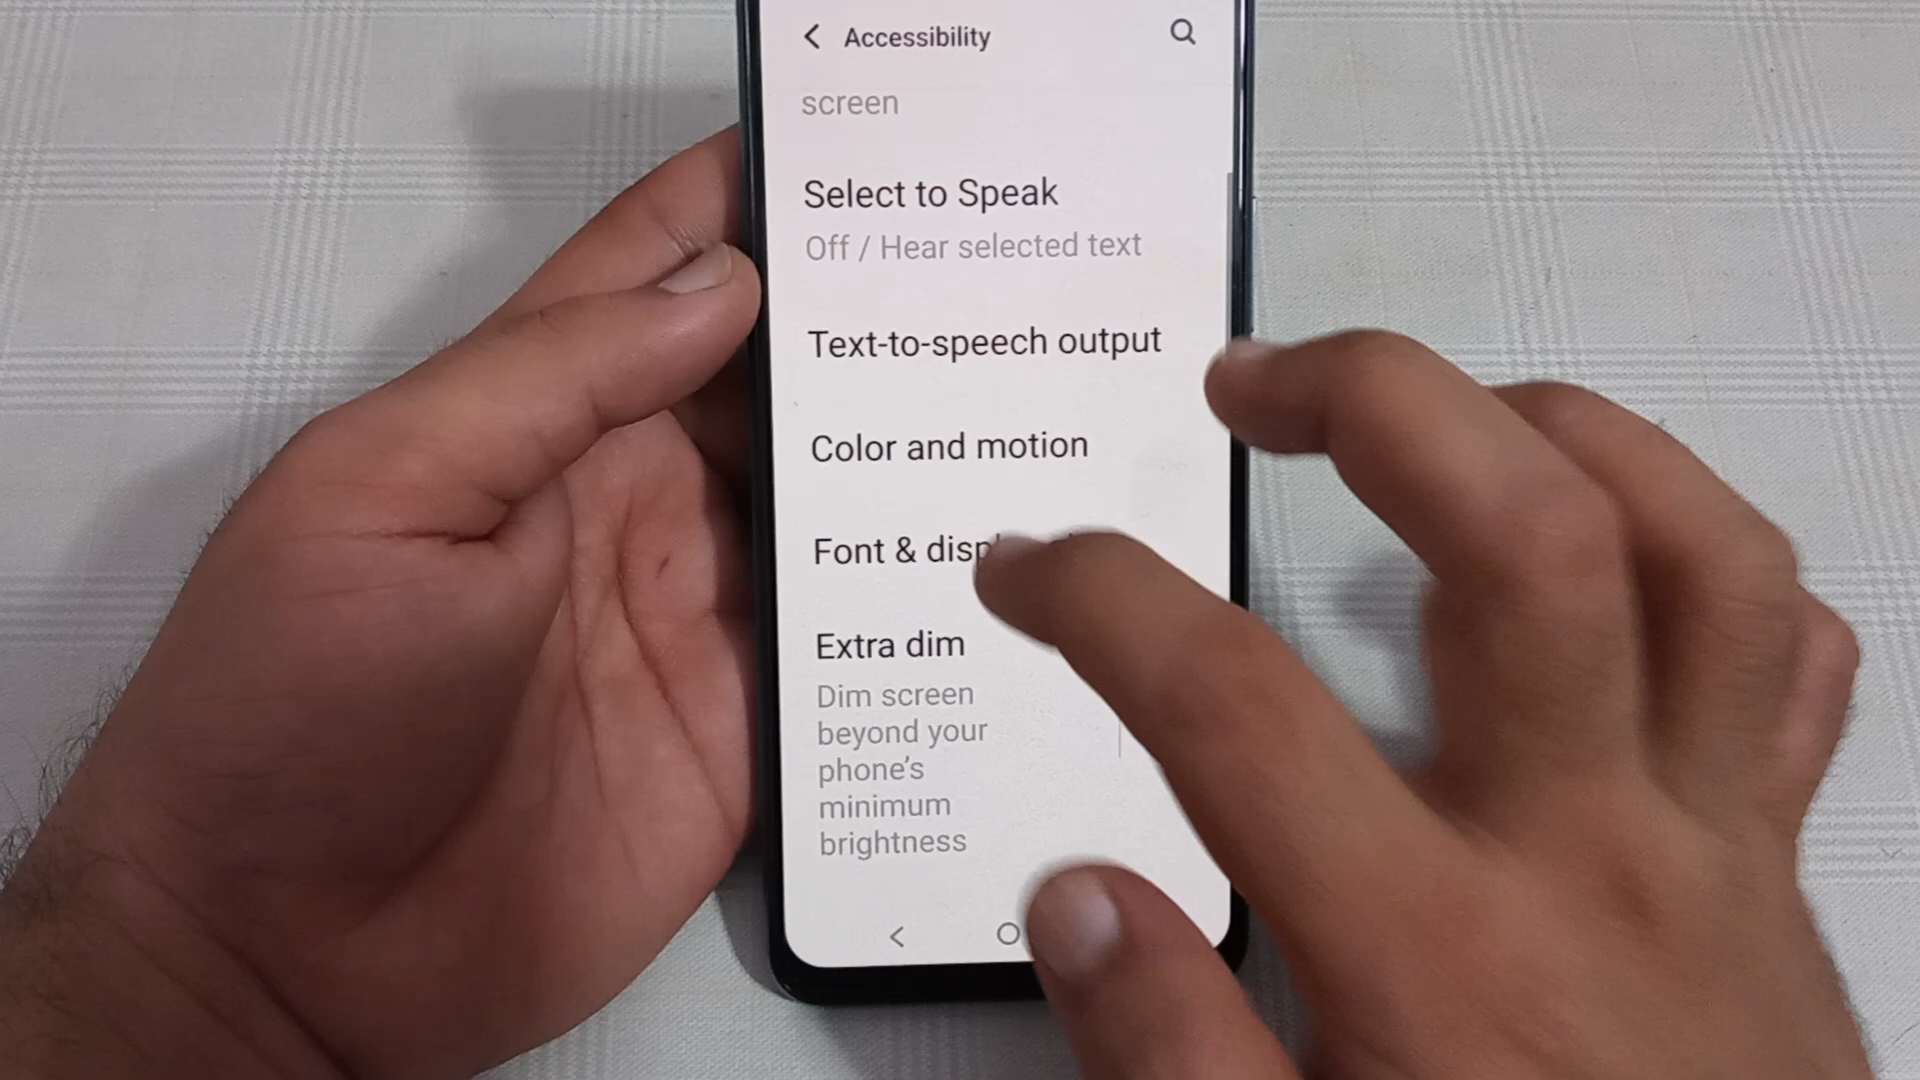 Accessibility
screen
Select to Speak
Off / Hear selected text
Text-to-speech output
Color and motion
Font &
Extra dim
Dim screen
beyond your
phone's
minimum
brightness